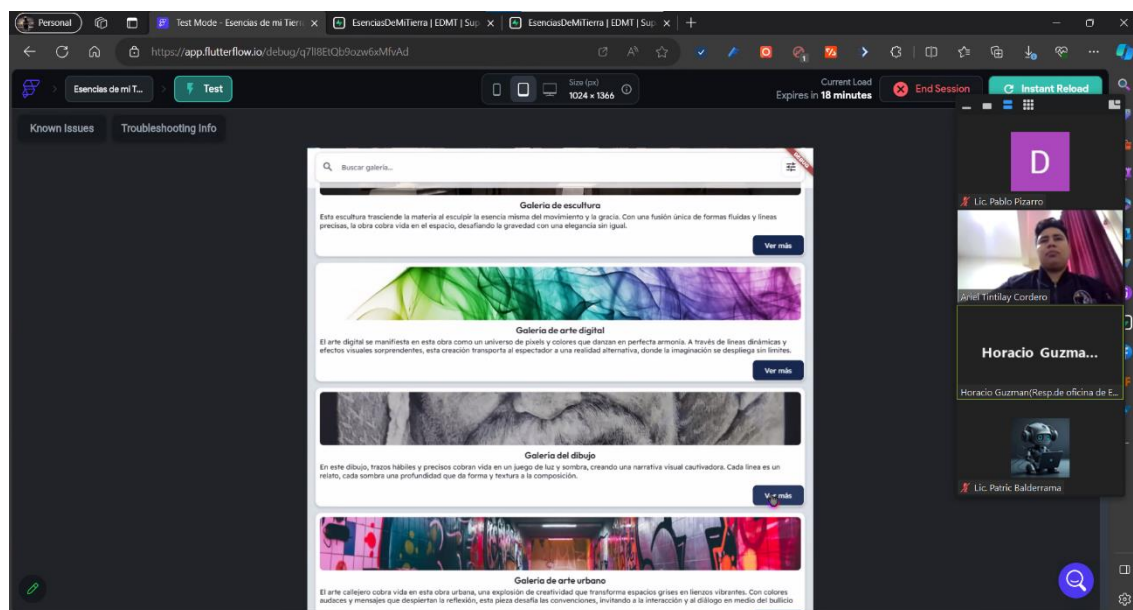 Personal
Test Mode - Esencias de mi Tierr
EsenciasDeMiTierra | EDMT | Sup
EsenciasDeMiTierra | EDMT | Sup
https://app.flutterflow.io/debug/q7li8EtQb9ozw6xMfvAd
Esencias de mi T...
Test
Size (px)
1024 × 1366
Current Load
Expires in 18 minutes
End Session
Instant Reload
Known Issues
Troubleshooting Info
Buscar galería...
Galería de escultura
Esta escultura trasciende la materia al esculpir la esencia misma del movimiento y la gracia. Con una fusión única de formas fluidas y líneas
precisas, la obra cobra vida en el espacio, desafiando la gravedad con una elegancia sin igual.
Ver más
Galería de arte digital
El arte digital se manifiesta en esta obra como un universo de píxels y colores que danzan en perfecta armonía. A través de líneas dinámicas y
efectos visuales sorprendentes, esta creación transporta al espectador a una realidad alternativa, donde la imaginación se despliega sin límites.
Ver más
Galería del dibujo
En este dibujo, trazos hábiles y precisos cobran vida en un juego de luz y sombra, creando una narrativa visual cautivadora. Cada línea es un
relato, cada sombra una profundidad que da forma y textura a la composición.
Ver más
Galería de arte urbano
El arte callejero cobra vida en esta obra urbana, una explosión de creatividad que transforma espacios grises en lienzos vibrantes. Con colores
audaces y mensajes que despiertan la reflexión, esta pieza desafía las convenciones, invitando a la interacción y al diálogo en medio del bullicio
D
Lic. Pablo Pizarro
Ariel Tintilay Cordero
Horacio Guzma...
Horacio Guzman(Resp.de oficina de E...
Lic. Patric Balderrama